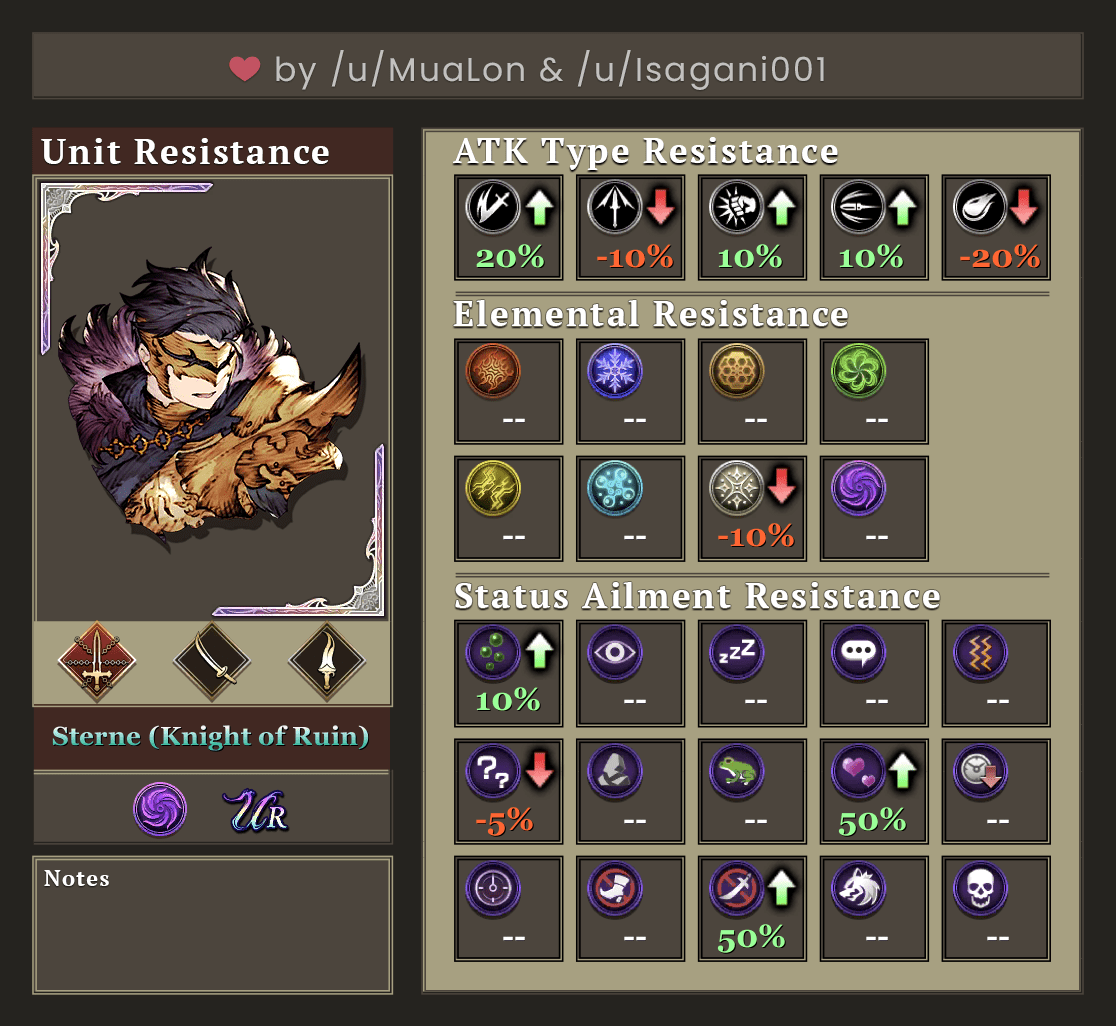 by /u/MuaLon & /u/Isagani001
Unit Resistance
Sterne (Knight of Ruin)
UR
Notes
ATK Type Resistance
20% -10% 10% 10% -20%
Elemental Resistance
-- -- -- --
-- -- -10% --
Status Ailment Resistance
zzZ
10% -- -- -- --
??
-5% -- -- 50% --
-- -- 50% -- --